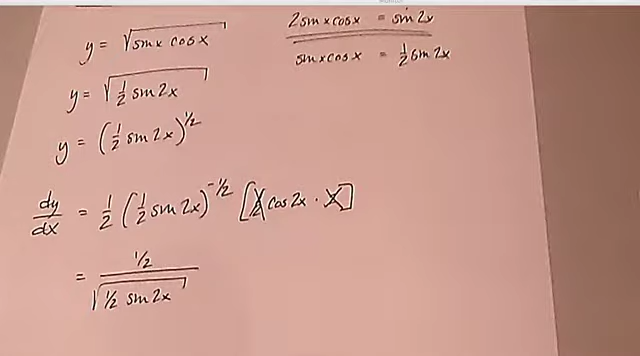 y = √(sin x cos x)
2 sin x cos x = sin 2x
sin x cos x = 1/2 sin 2x
y = √(1/2 sin 2x)
y = (1/2 sin 2x)^1/2
dy/dx = 1/2 (1/2 sin 2x)^-1/2 [1/2 cos 2x · 2]
= 1/2 / √(1/2 sin 2x)